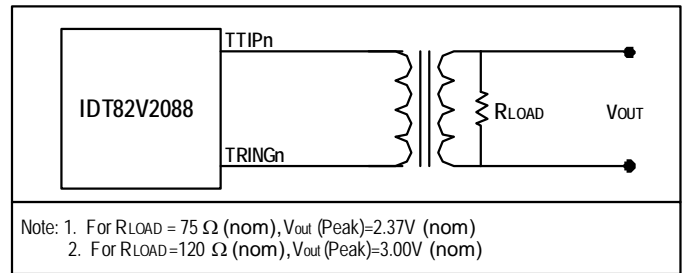 TTIPn
IDT82V2088
RLOAD
VOUT
TRINGn
Note: 1. For RLOAD = 75 Ω (nom), Vout (Peak)=2.37V (nom)
2. For RLOAD=120 Ω (nom), Vout (Peak)=3.00V (nom)